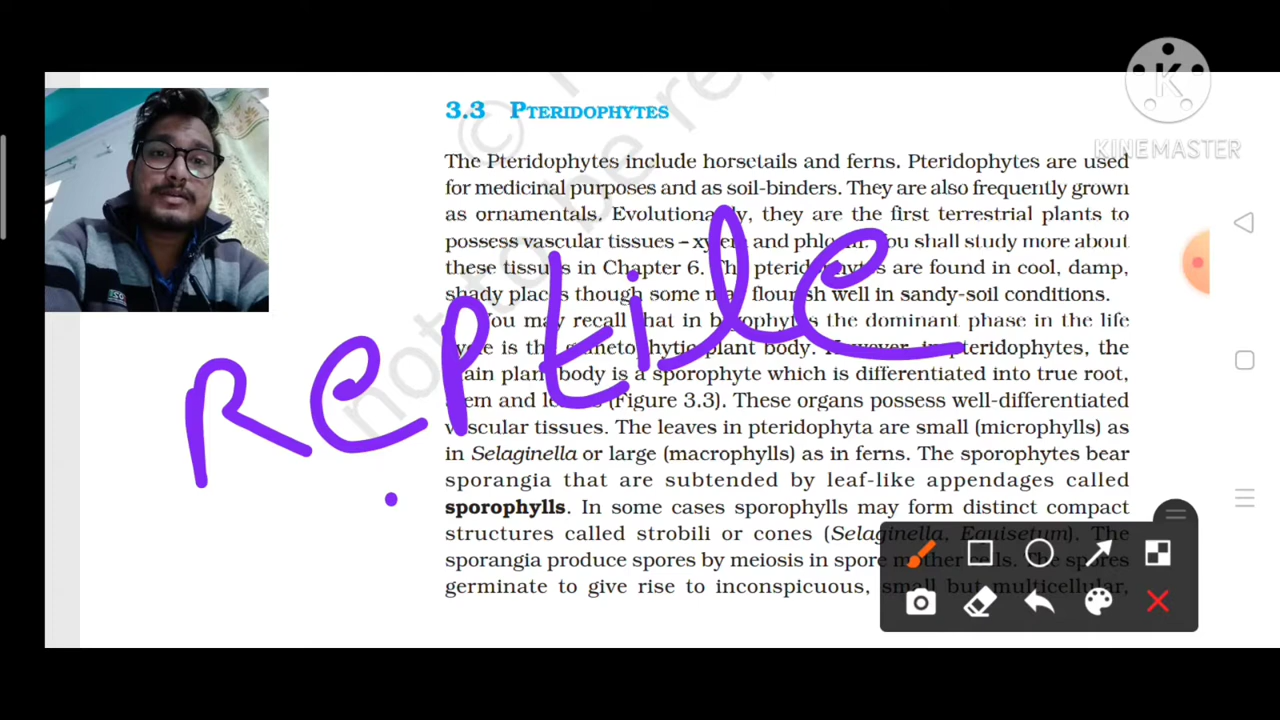 3.3 PTERIDOPHYTES
KINEMASTER
The Pteridophytes include horsetails and ferns. Pteridophytes are used
for medicinal purposes and as soil-binders. They are also frequently grown
as ornamentals. Evolutionarily, they are the first terrestrial plants to
possess vascular tissues – xylem and phloem. You shall study more about
these tissues in Chapter 6. The pteridophytes are found in cool, damp,
shady places though some may flourish well in sandy-soil conditions.
You may recall that in bryophytes the dominant phase in the life
cycle is the gametophytic plant body. However, in pteridophytes, the
main plant body is a sporophyte which is differentiated into true root,
stem and leaves (Figure 3.3). These organs possess well-differentiated
vascular tissues. The leaves in pteridophyta are small (microphylls) as
in Selaginella or large (macrophylls) as in ferns. The sporophytes bear
sporangia that are subtended by leaf-like appendages called
sporophylls. In some cases sporophylls may form distinct compact
structures called strobili or cones (Selaginella, Equisetum). The
sporangia produce spores by meiosis in spore mother cells. The spores
germinate to give rise to inconspicuous, small but multicellular,
Reptile
not to be re